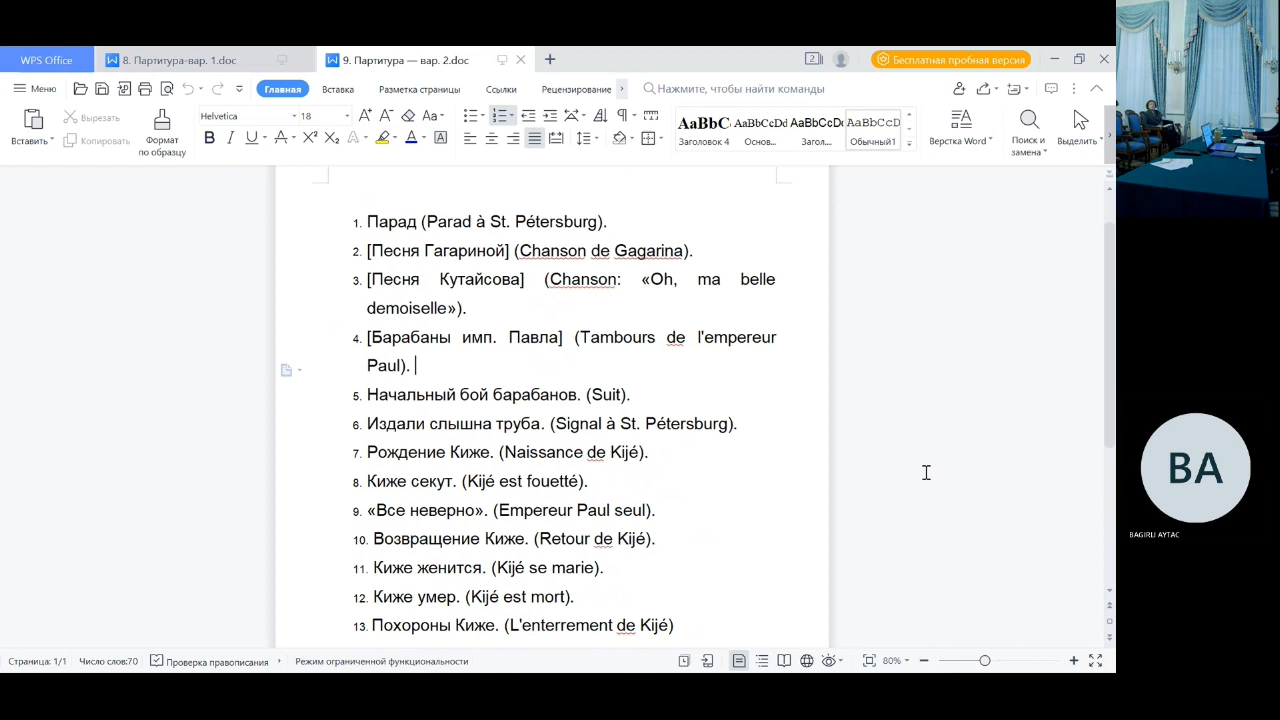 WPS Office
8. Партитура-вар. 1.doc
9. Партитура — вар. 2.doc
2
Бесплатная пробная версия
Меню
Главная
Вставка
Разметка страницы
Ссылки
Рецензирование
Нажмите, чтобы найти команды
Вставить
Вырезать
Копировать
Формат по образцу
Helvetica
18
AaBbC
Заголовок 4
AaBbCcDd
Основ...
AaBbCcDc
Загол...
AaBbCcD
Обычный1
Верстка Word
Поиск и замена
Выделить
1. Парад (Parad à St. Pétersburg).
2. [Песня Гагариной] (Chanson de Gagarina).
3. [Песня Кутайсова] (Chanson: «Oh, ma belle
demoiselle»).
4. [Барабаны имп. Павла] (Tambours de l'empereur
Paul).
5. Начальный бой барабанов. (Suit).
6. Издали слышна труба. (Signal à St. Pétersburg).
7. Рождение Киже. (Naissance de Kijé).
8. Киже секут. (Kijé est fouetté).
9. «Все неверно». (Empereur Paul seul).
10. Возвращение Киже. (Retour de Kijé).
11. Киже женится. (Kijé se marie).
12. Киже умер. (Kijé est mort).
13. Похороны Киже. (L'enterrement de Kijé)
Страница: 1/1
Число слов:70
Проверка правописания
Режим ограниченной функциональности
80%
BA
BAGIRLI AYTAC